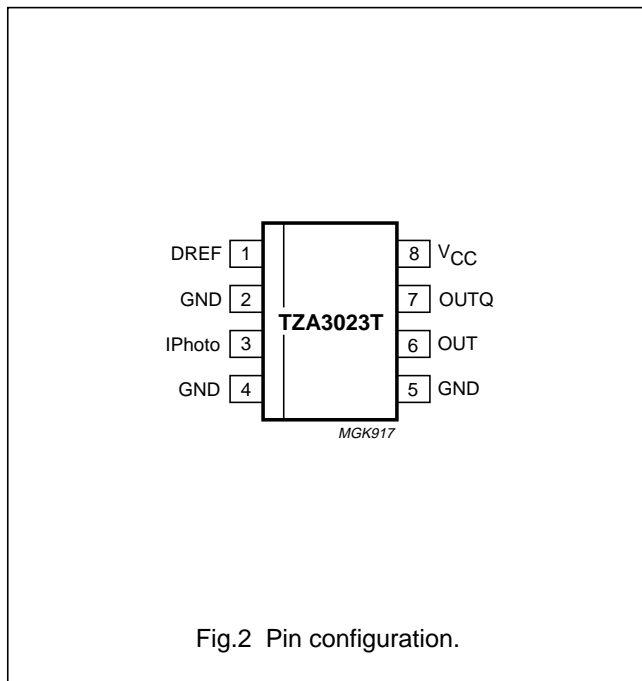 DREF 1 8 VCC
GND 2 7 OUTQ
TZA3023T
IPhoto 3 6 OUT
GND 4 5 GND
MGK917
Fig.2 Pin configuration.